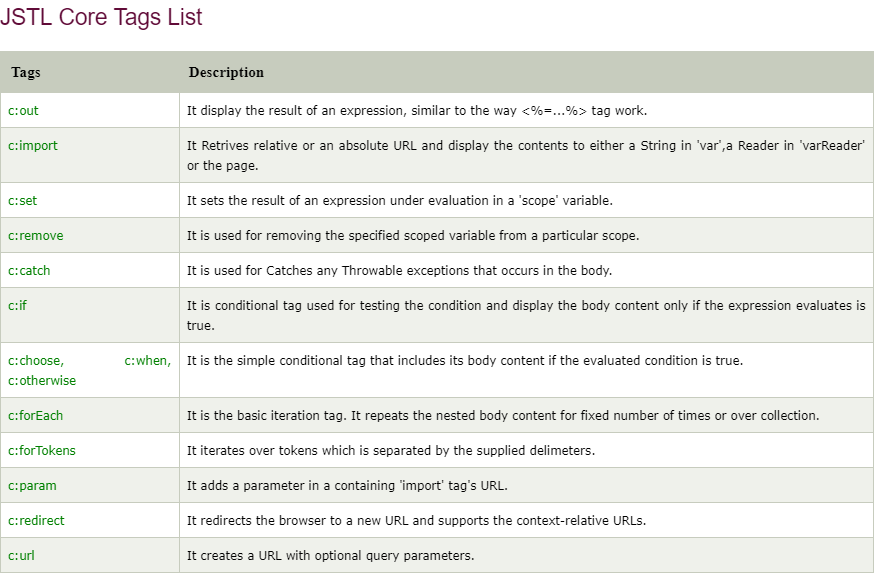 JSTL Core Tags List
Tags Description
c:out It display the result of an expression, similar to the way <%=...%> tag work.
c:import It Retrives relative or an absolute URL and display the contents to either a String in 'var',a Reader in 'varReader'
or the page.
c:set It sets the result of an expression under evaluation in a 'scope' variable.
c:remove It is used for removing the specified scoped variable from a particular scope.
c:catch It is used for Catches any Throwable exceptions that occurs in the body.
c:if It is conditional tag used for testing the condition and display the body content only if the expression evaluates is
true.
c:choose, c:when, It is the simple conditional tag that includes its body content if the evaluated condition is true.
c:otherwise
c:forEach It is the basic iteration tag. It repeats the nested body content for fixed number of times or over collection.
c:forTokens It iterates over tokens which is separated by the supplied delimeters.
c:param It adds a parameter in a containing 'import' tag's URL.
c:redirect It redirects the browser to a new URL and supports the context-relative URLs.
c:url It creates a URL with optional query parameters.